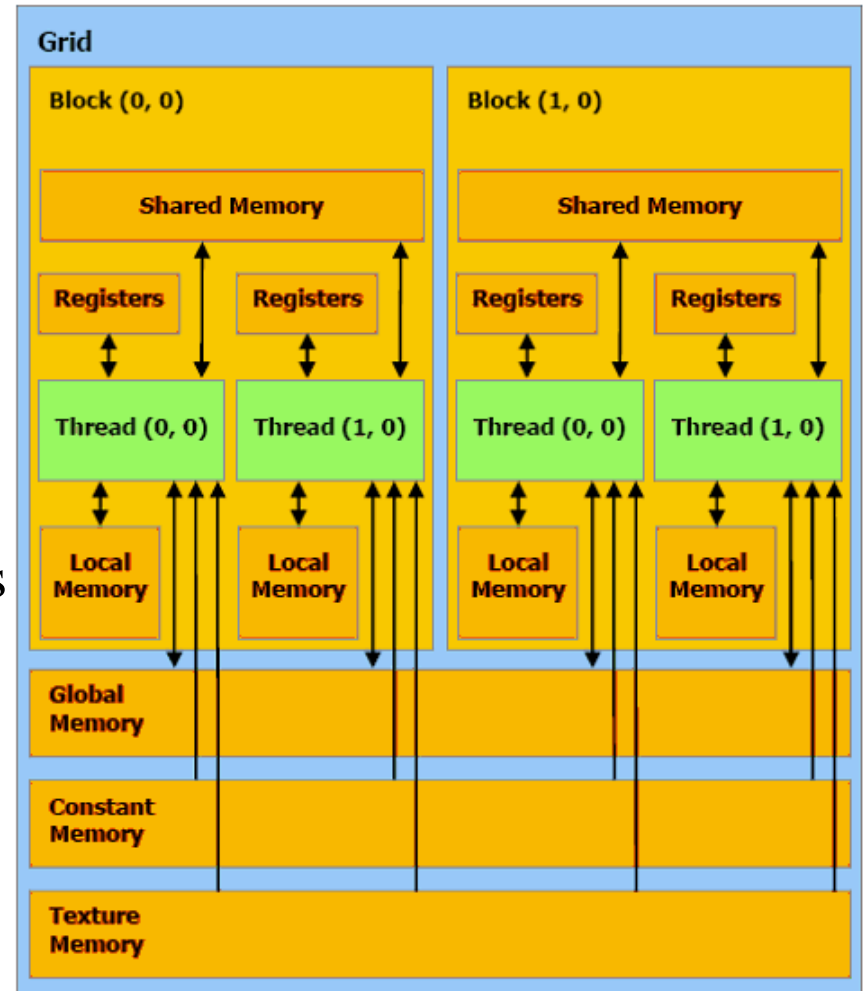 Grid
Block (0, 0)
Block (1, 0)
Shared Memory
Shared Memory
Registers
Registers
Registers
Registers
Thread (0, 0)
Thread (1, 0)
Thread (0, 0)
Thread (1, 0)
s
Local
Memory
Local
Memory
Local
Memory
Local
Memory
Global
Memory
Constant
Memory
Texture
Memory